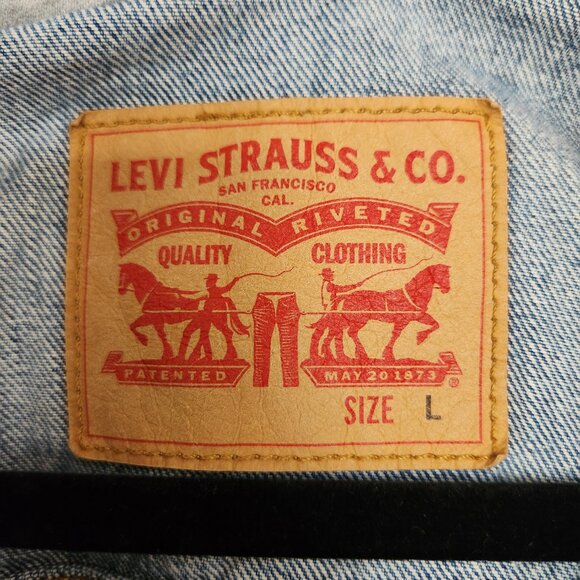 LEVI STRAUSS & CO.
SAN FRANCISCO
CAL.
ORIGINAL RIVETED
QUALITY CLOTHING
PATENTED MAY 20 1873 ®
SIZE L